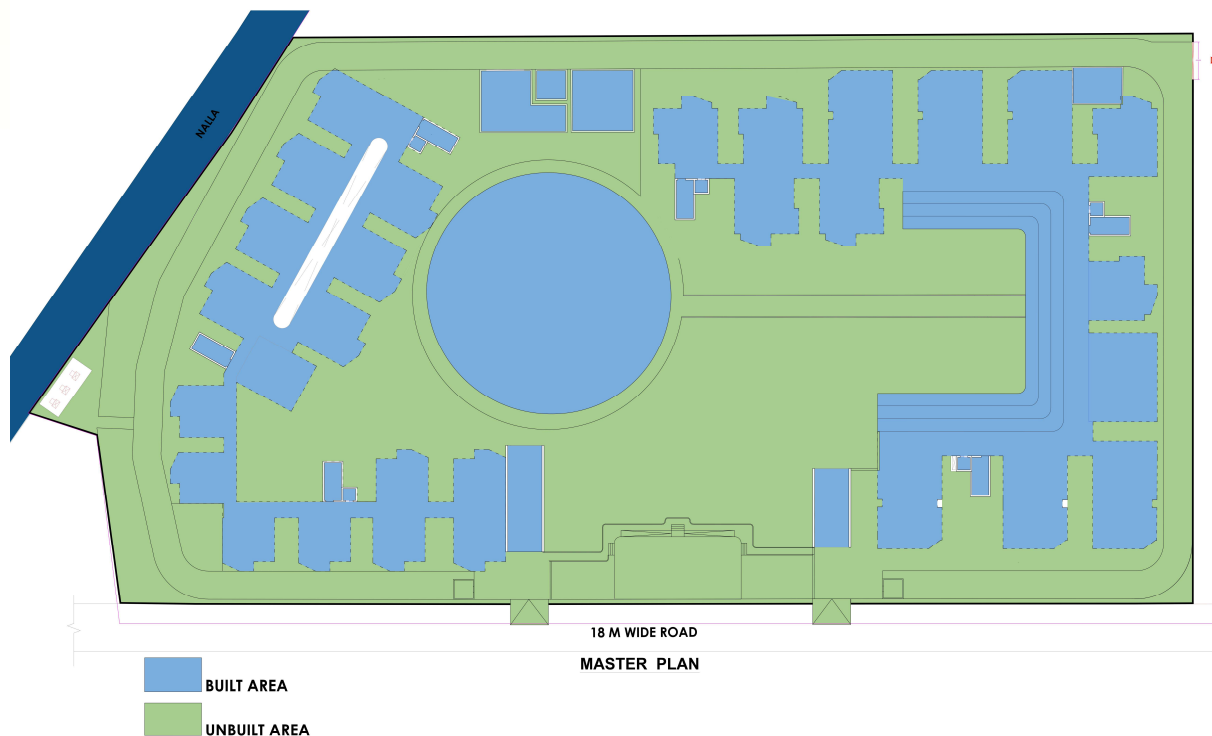 NALLA
18 M WIDE ROAD
MASTER PLAN
BUILT AREA
UNBUILT AREA